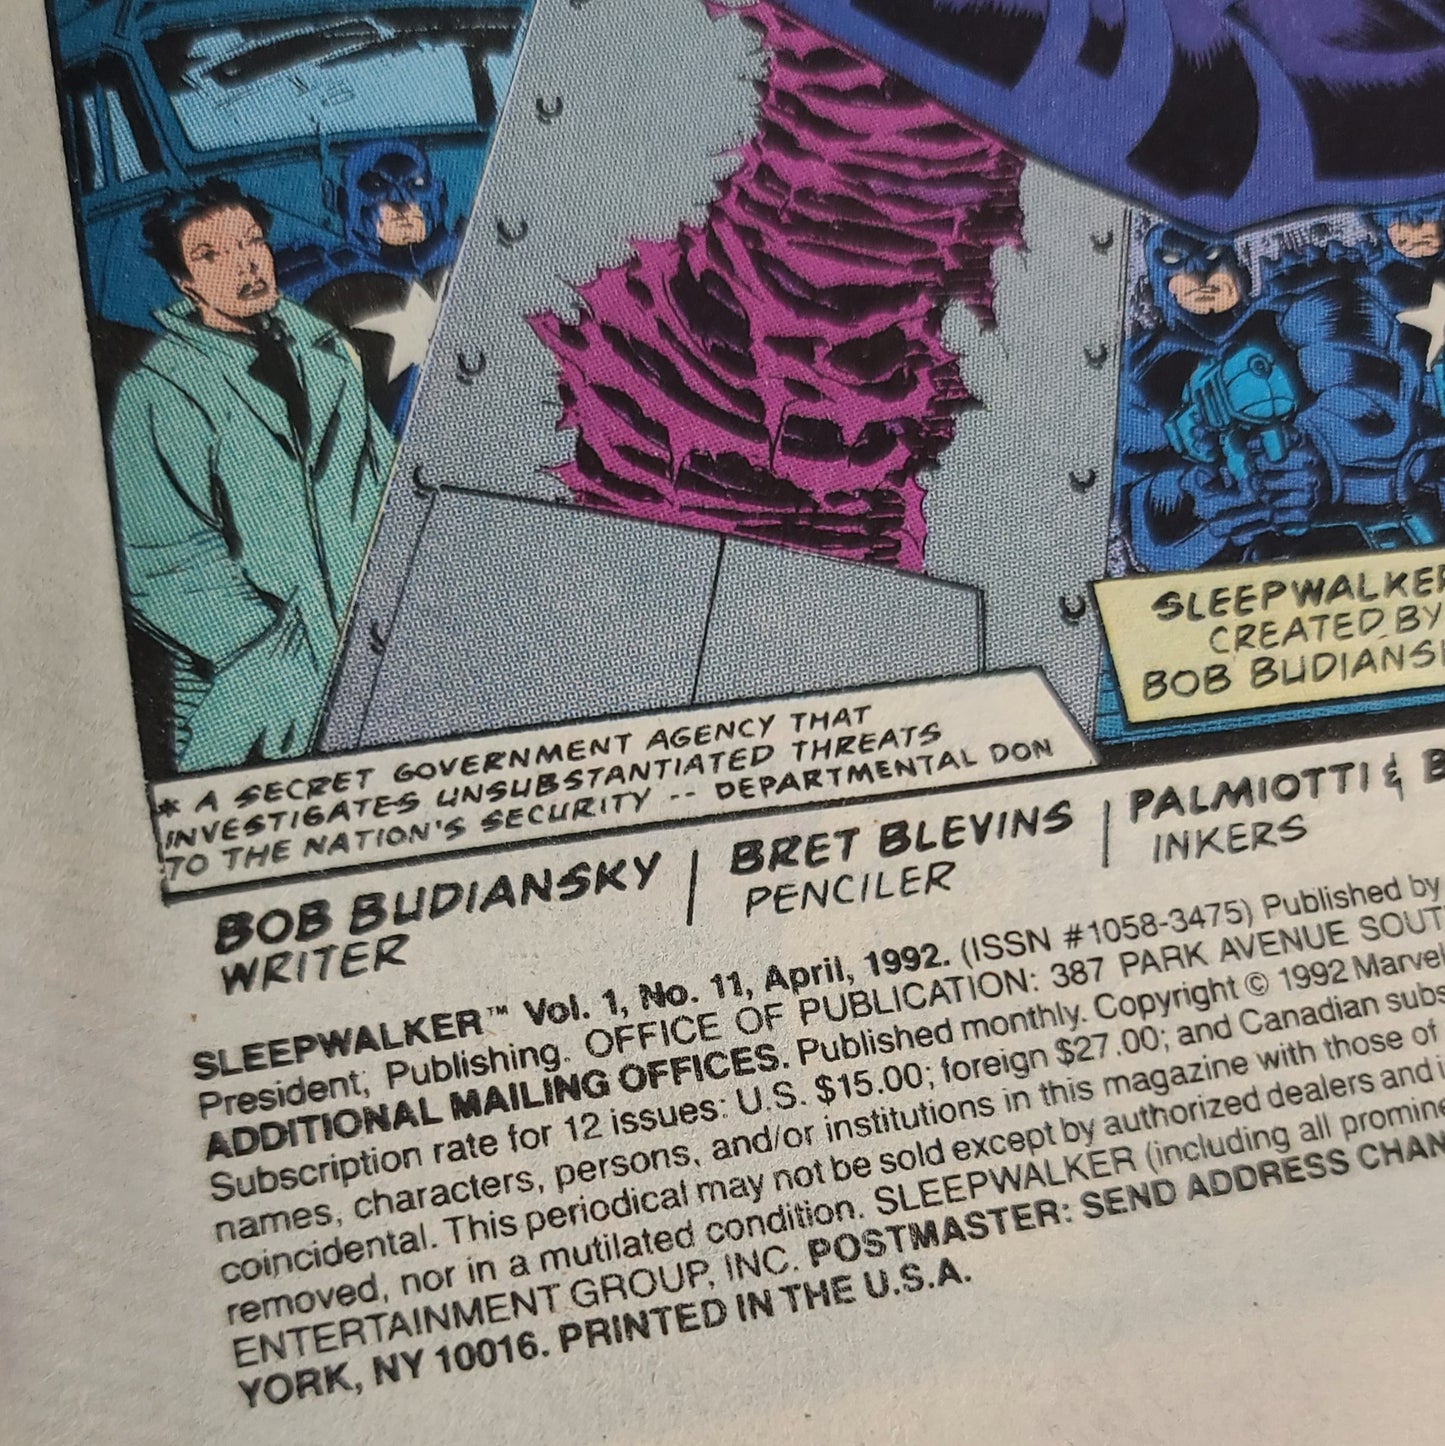 SLEEPWALKER
CREATED BY
BOB BUDIANS
* A SECRET GOVERNMENT AGENCY THAT
INVESTIGATES UNSUBSTANTIATED THREATS
TO THE NATION'S SECURITY -- DEPARTMENTAL DON
BOB BUDIANSKY | BRET BLEVINS | PALMIOTTI & B
WRITER PENCILER INKERS
SLEEPWALKER™ Vol. 1, No. 11, April, 1992. (ISSN #1058-3475) Published by
President, Publishing. OFFICE OF PUBLICATION: 387 PARK AVENUE SOUT
ADDITIONAL MAILING OFFICES. Published monthly. Copyright © 1992 Marvel
Subscription rate for 12 issues: U.S. $15.00; foreign $27.00; and Canadian subs
names, characters, persons, and/or institutions in this magazine with those of
coincidental. This periodical may not be sold except by authorized dealers and i
removed, nor in a mutilated condition. SLEEPWALKER (including all promine
ENTERTAINMENT GROUP, INC. POSTMASTER: SEND ADDRESS CHAN
YORK, NY 10016. PRINTED IN THE U.S.A.